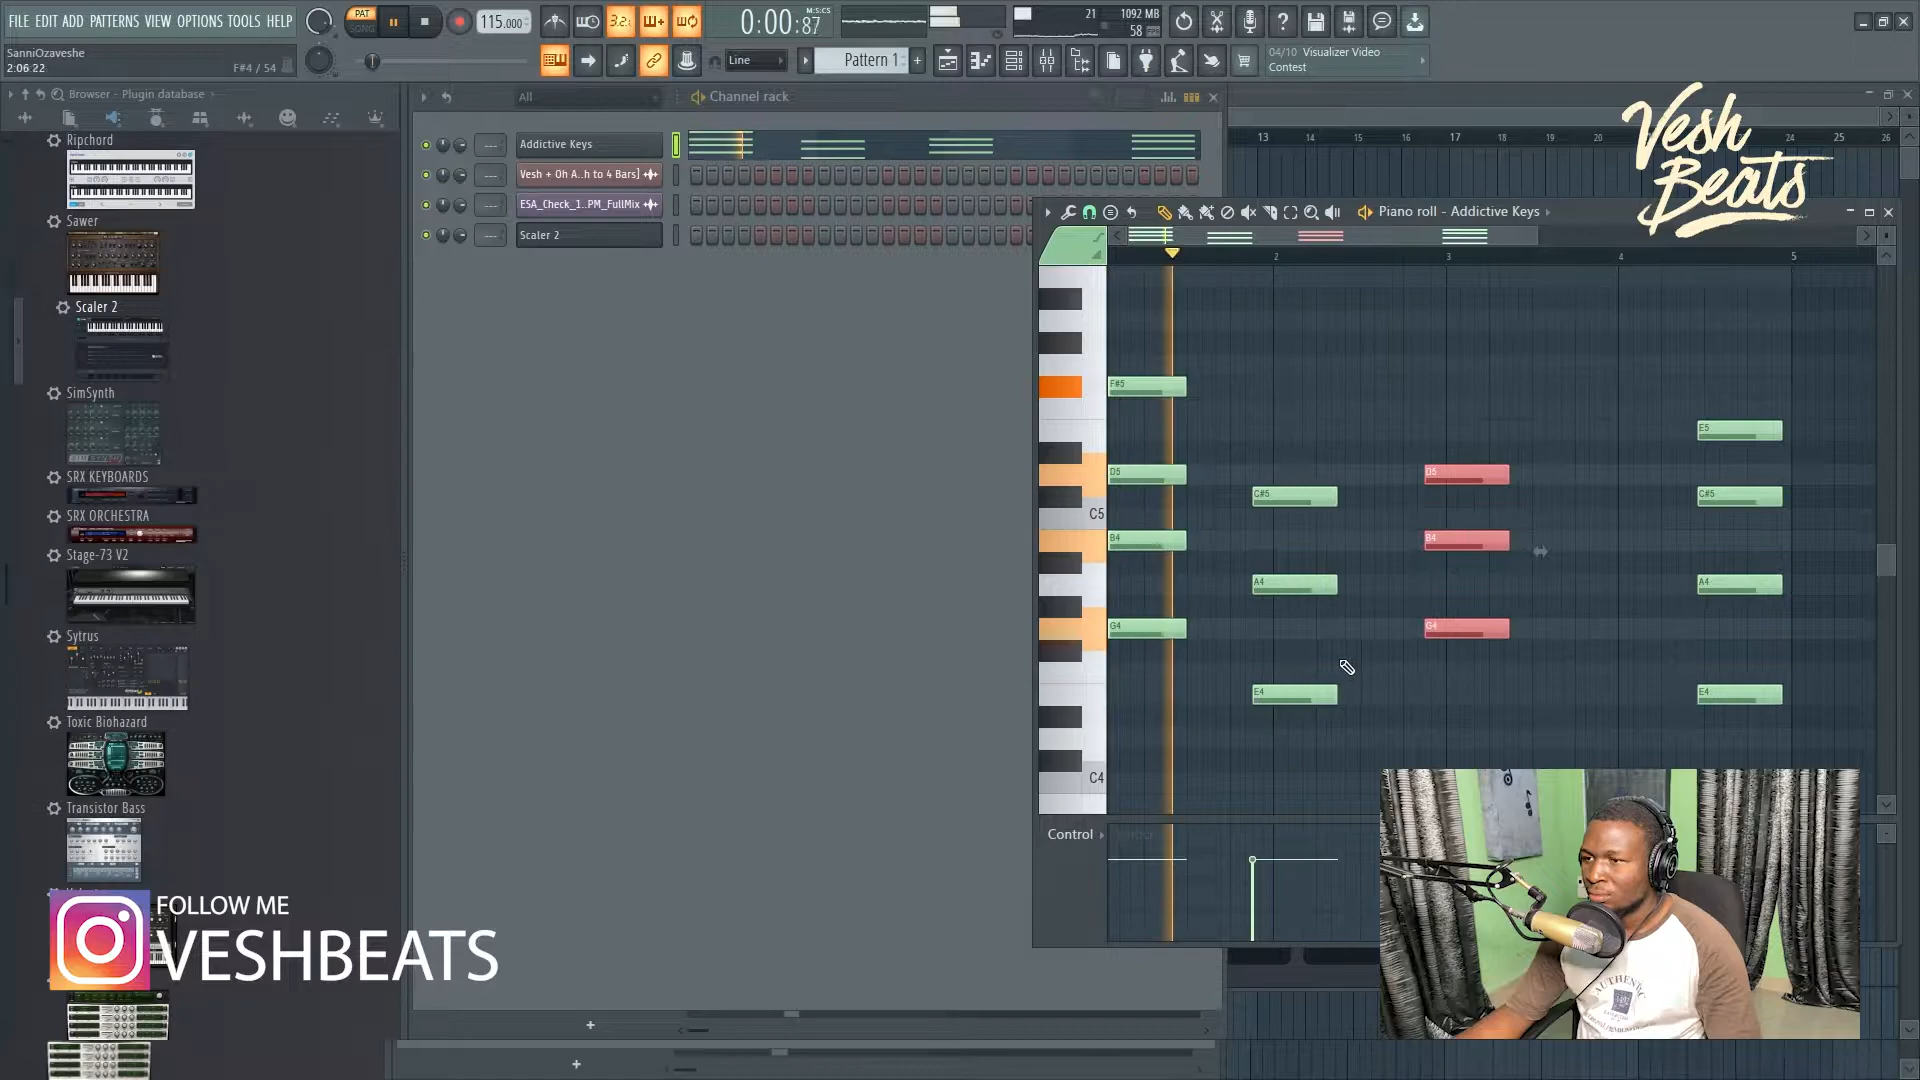 FILE EDIT ADD PATTERNS VIEW OPTIONS TOOLS HELP
PAT
SONG
115.000
3.2
0:00:87
M:S:CS
21
1092 MB
58
SanniOzaveshe
2:06:22
F#4 / 54
Line
Pattern 1
+
04/10 Visualizer Video
Contest
Browser - Plugin database
All
Channel rack
Ripchord
Sawer
Scaler 2
SimSynth
SRX KEYBOARDS
SRX ORCHESTRA
Stage-73 V2
Sytrus
Toxic Biohazard
Transistor Bass
Addictive Keys
Vesh + Oh A..h to 4 Bars]
ESA_Check_1..PM_FullMix
Scaler 2
13 14 15 16 17 18 19 20 23 24 25 26
Vesh
Beats
Piano roll - Addictive Keys
2 3 4 5
F#5
E5
D5
D5
C#5
C#5
C5
B4
B4
A4
A4
G4
G4
E4
E4
C4
Control
FOLLOW ME
VESHBEATS
AUTHENTIC